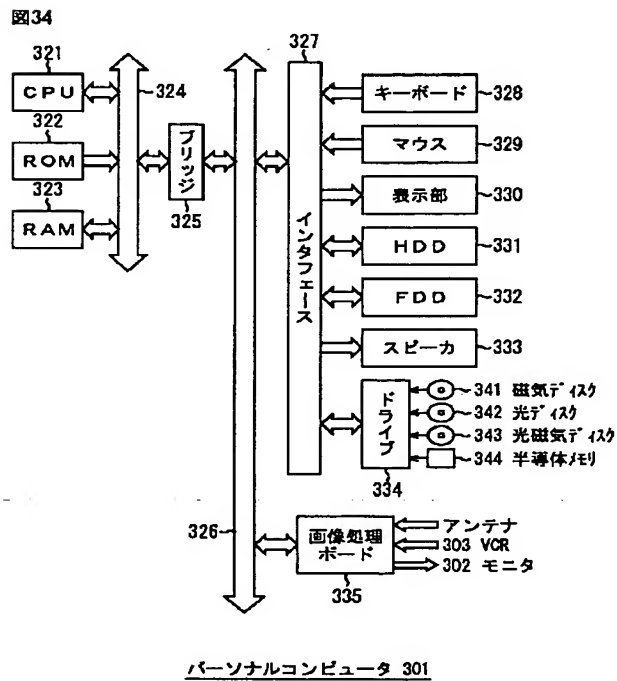 図34
321
CPU
322
ROM
323
RAM
324
ブリッジ
325
326
327
インタフェース
キーボード 328
マウス 329
表示部 330
HDD 331
FDD 332
スピーカ 333
ドライブ
334
341 磁気ディスク
342 光ディスク
343 光磁気ディスク
344 半導体メモリ
画像処理
ボード
335
アンテナ
303 VCR
302 モニタ
パーソナルコンピュータ 301